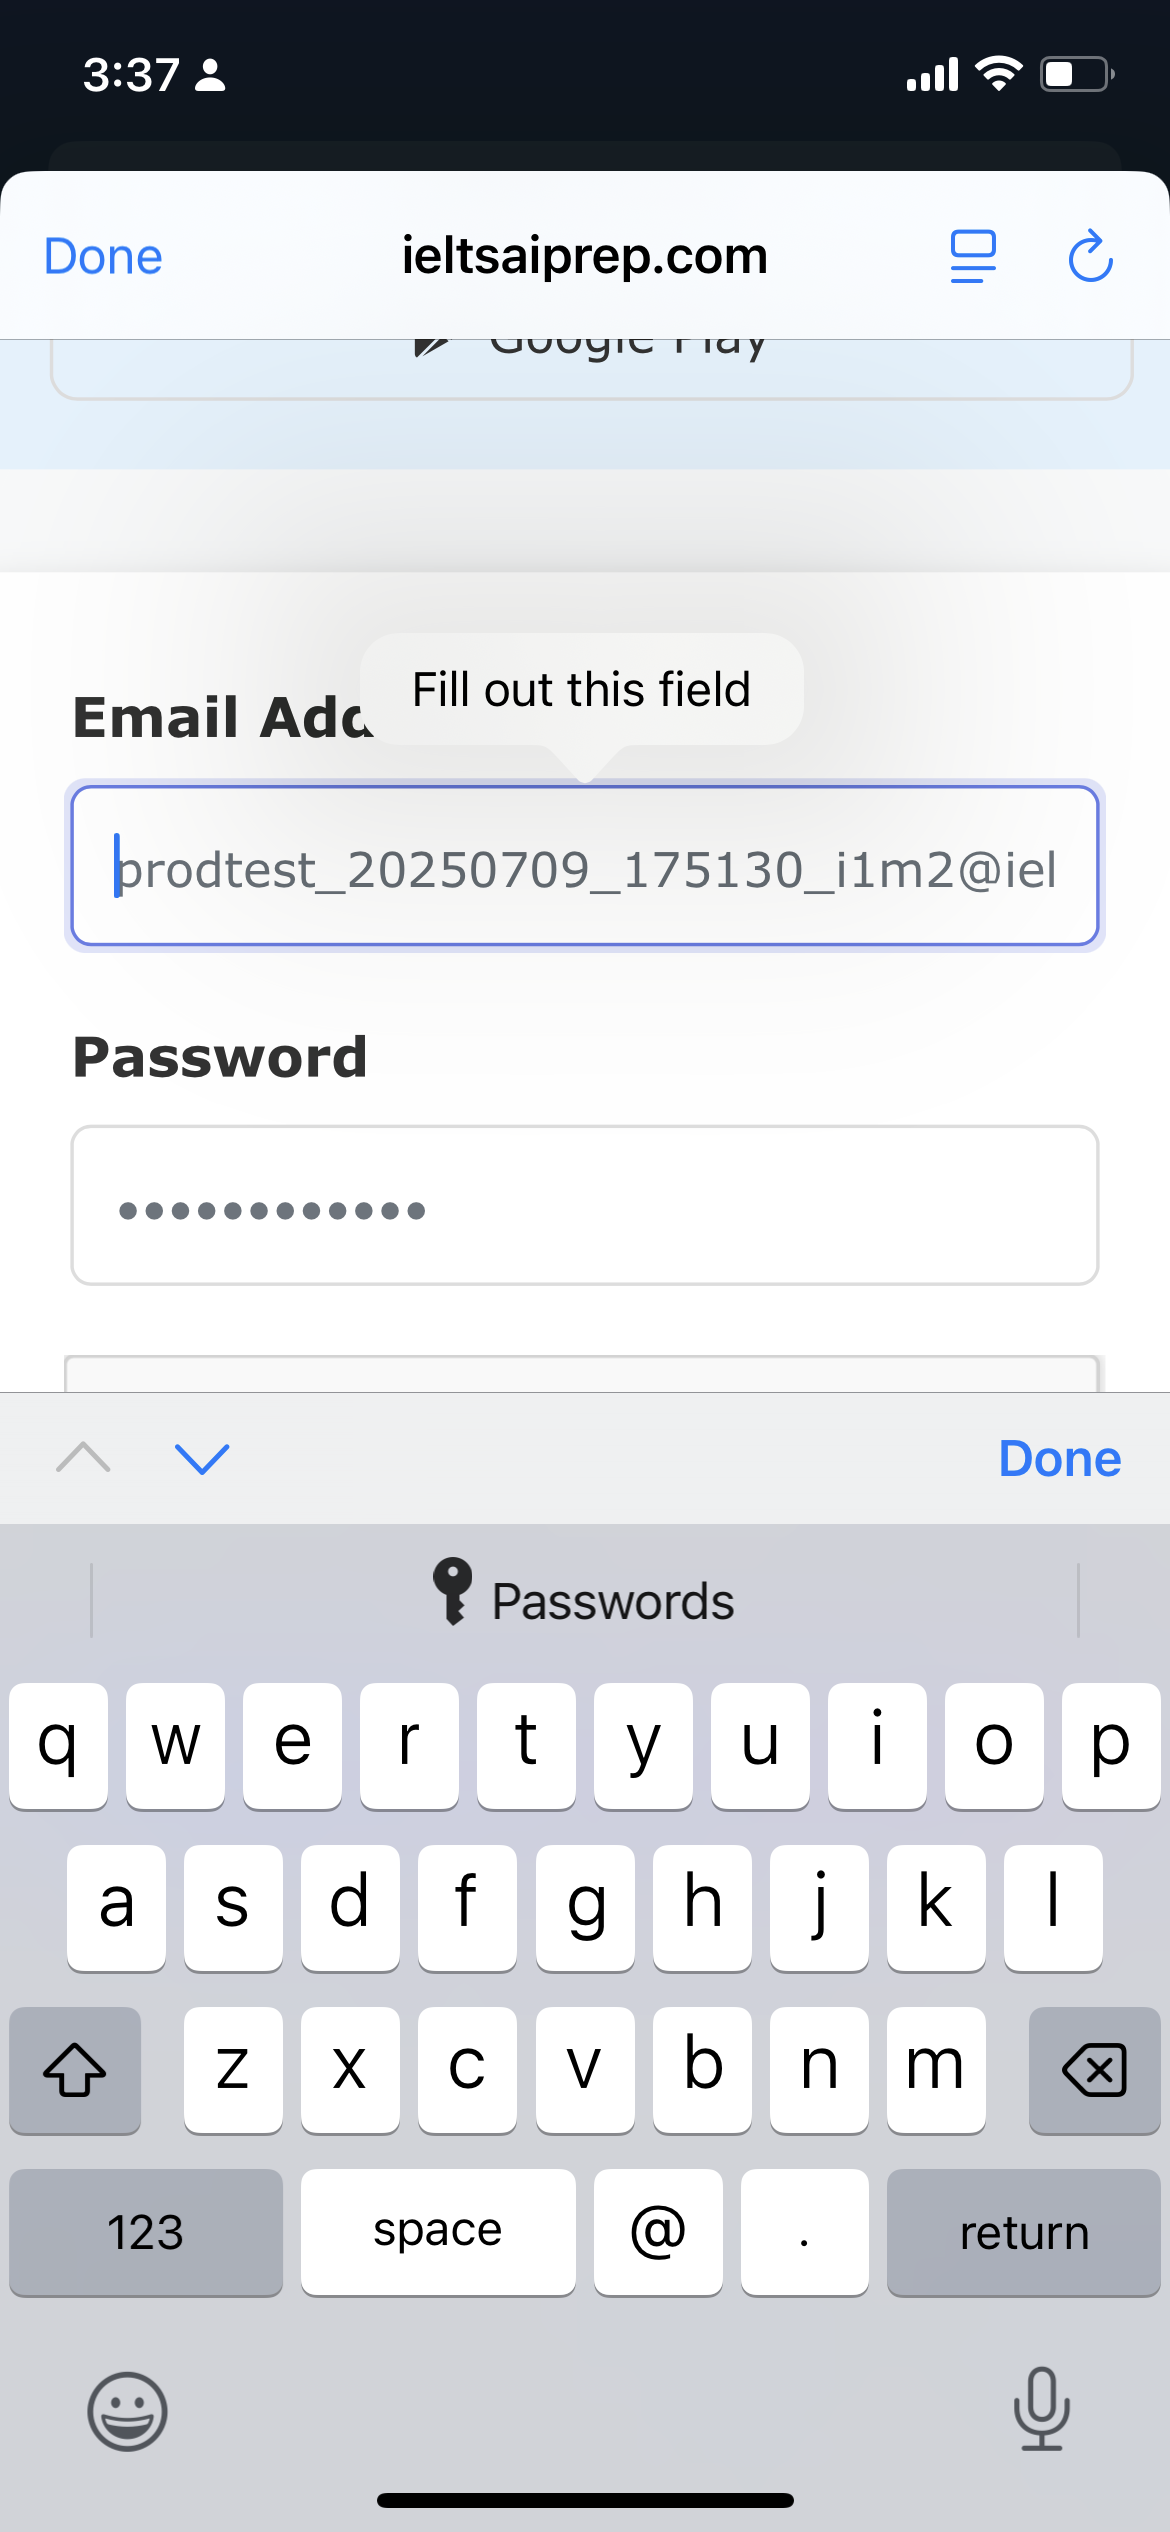 3:37
Done
ieltsaiprep.com
Google Play
Fill out this field
Email Add
prodtest_20250709_175130_i1m2@iel
Password
••••••••••••
Done
Passwords
q w e r t y u i o p
a s d f g h j k l
z x c v b n m
123 space @ . return